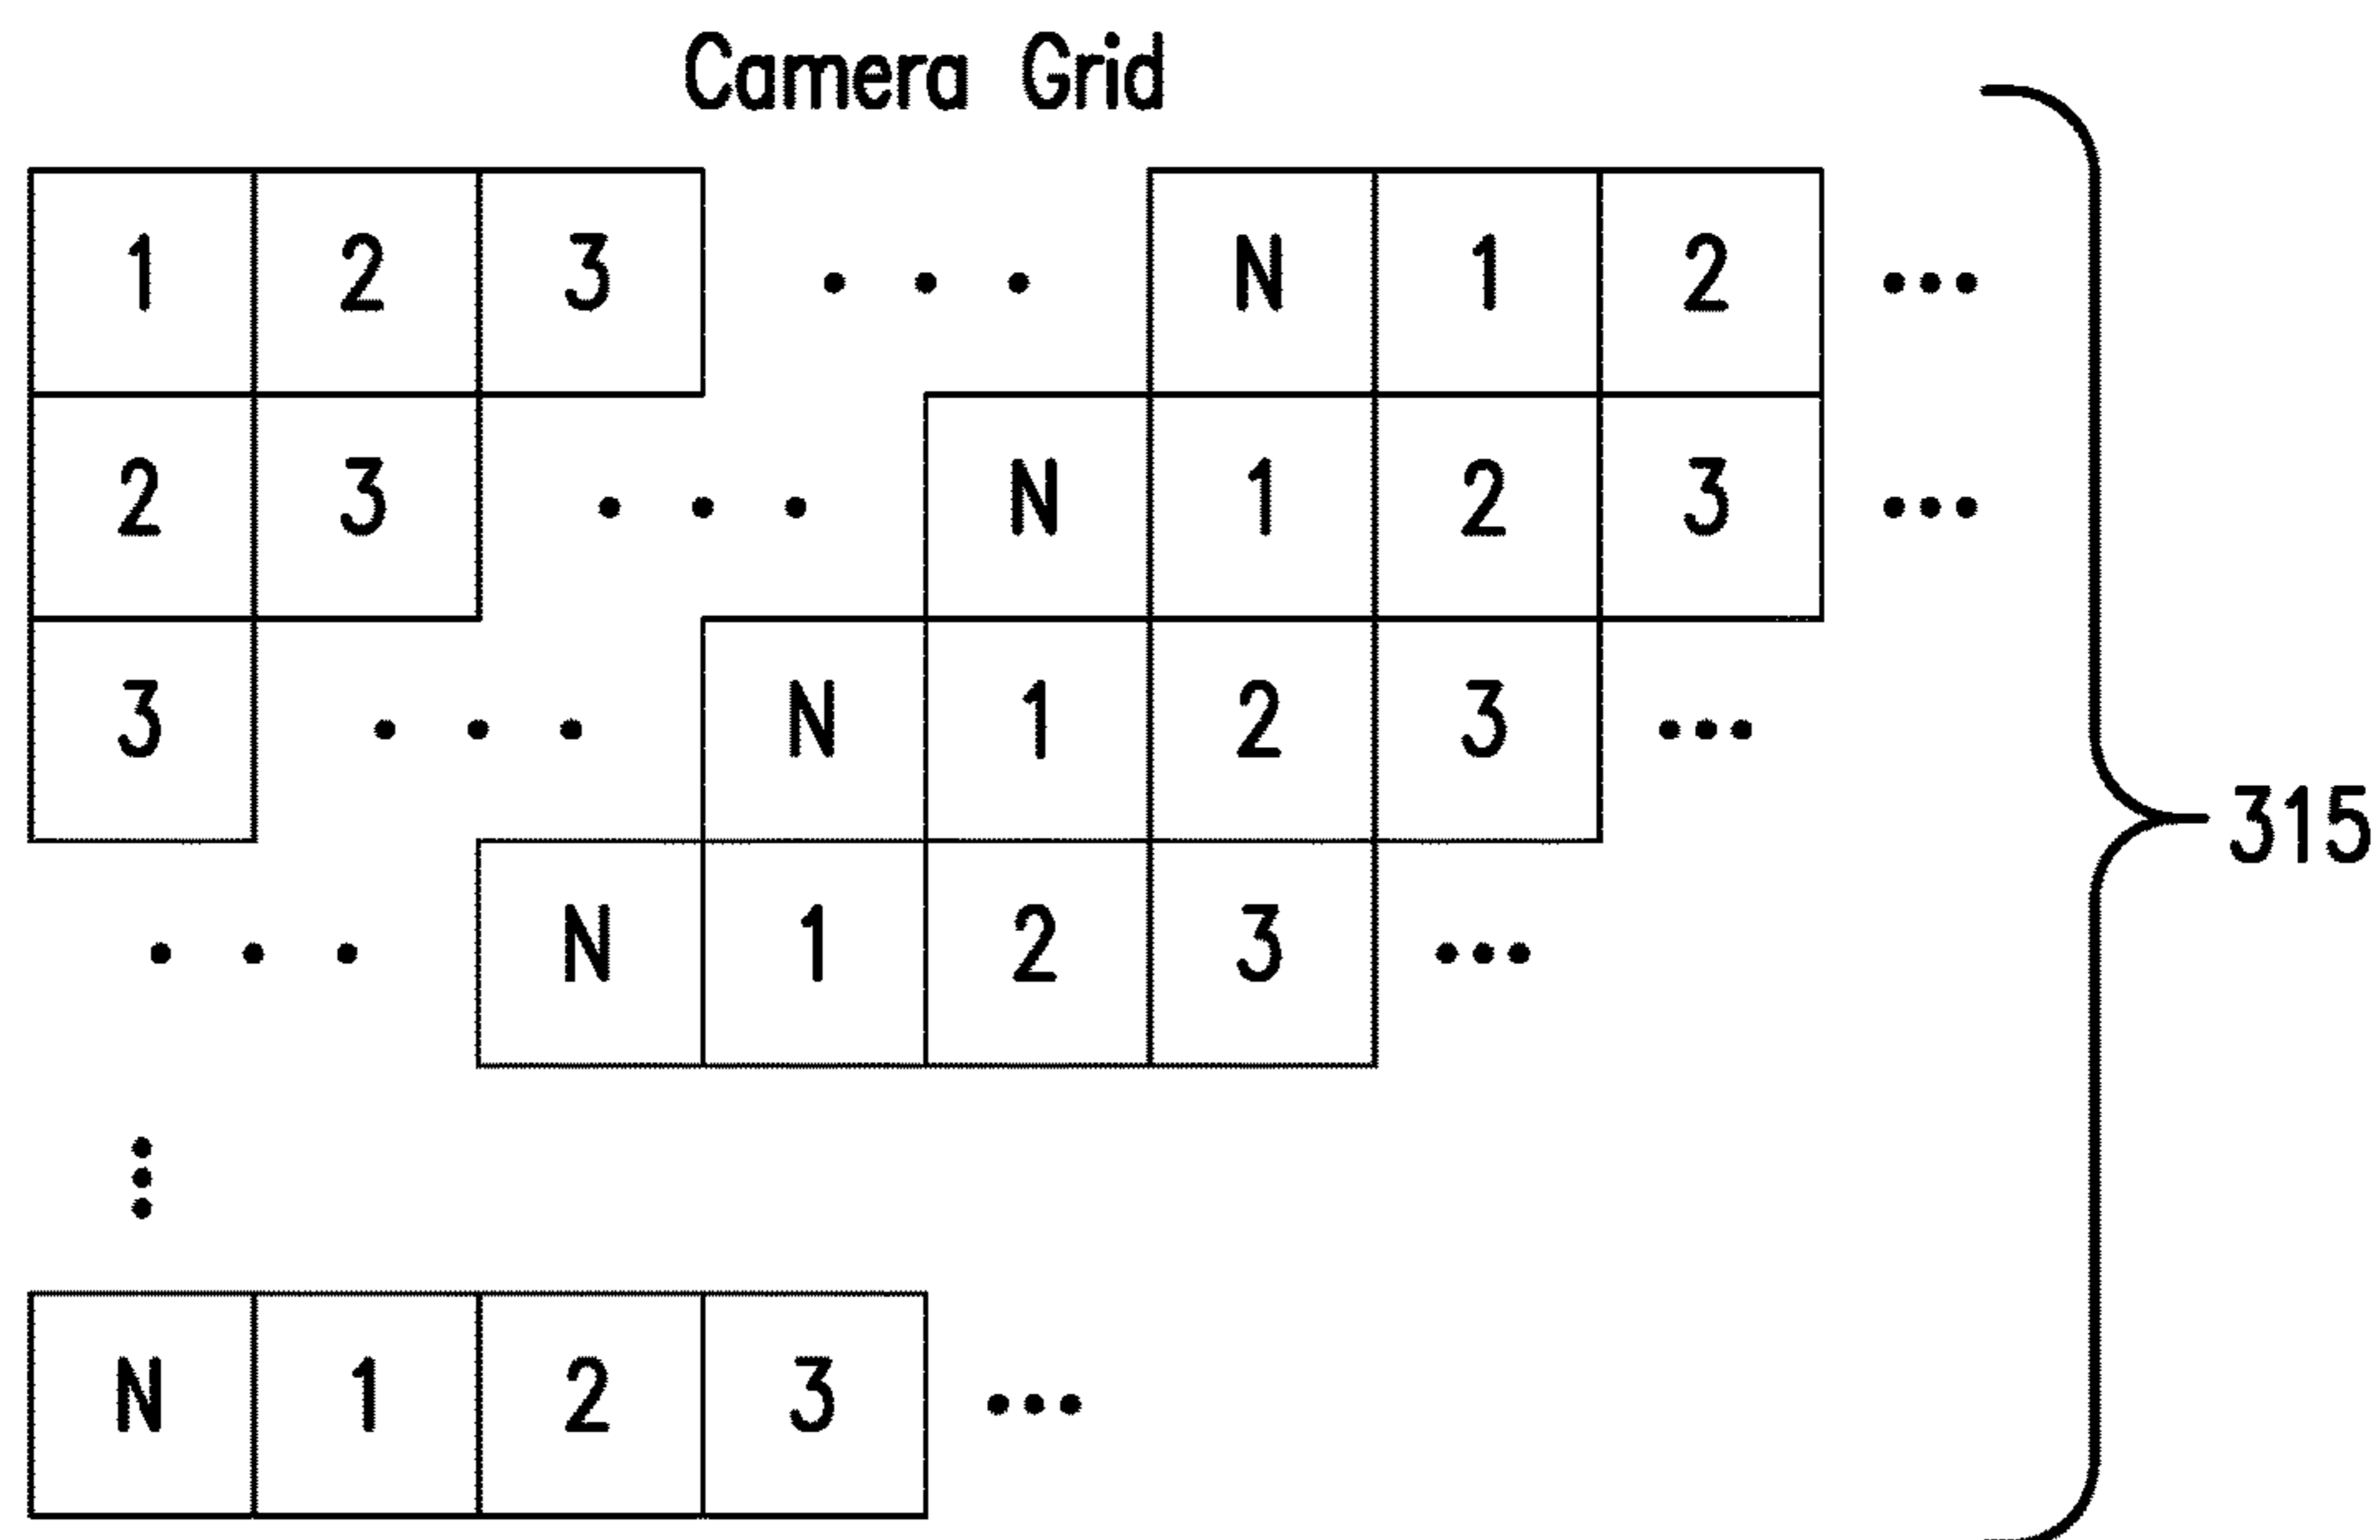 Camera Grid
1 2 3 . . . N 1 2 ...
2 3 . . . N 1 2 3 ...
3 . . . N 1 2 3 ...
315
. . . N 1 2 3 ...
⋮
N 1 2 3 ...